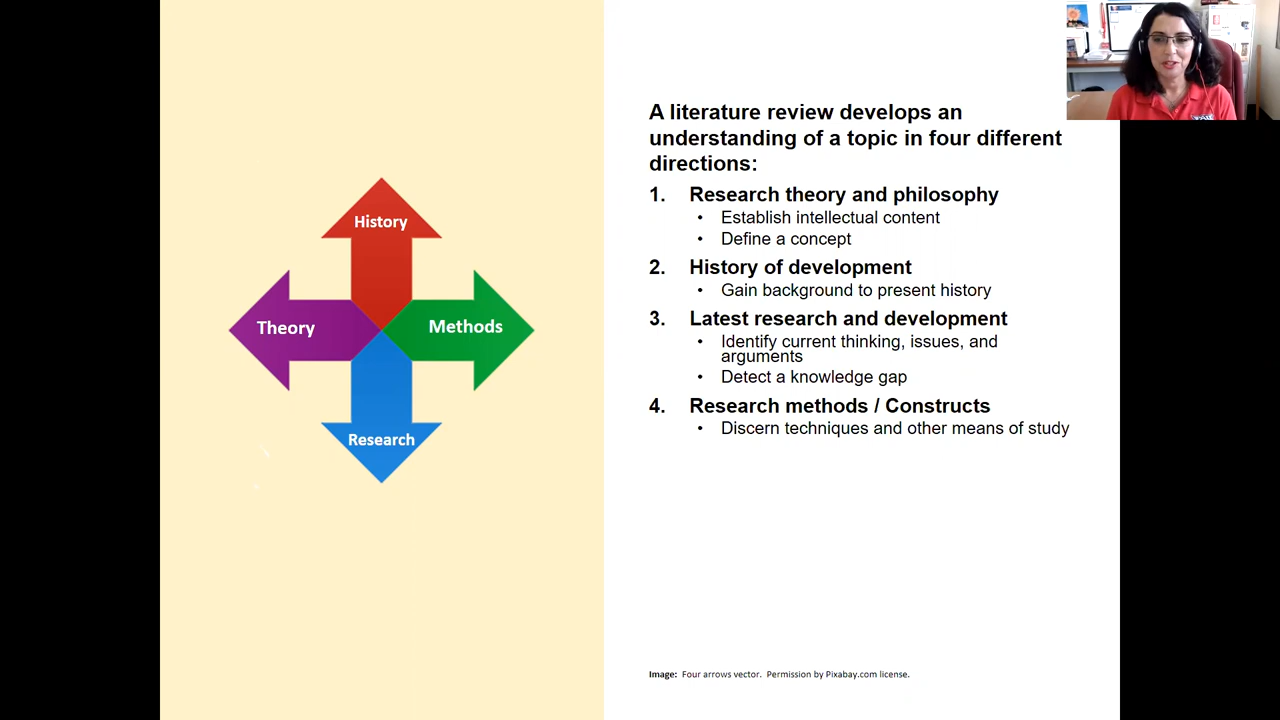 History
Theory
Methods
Research
A literature review develops an
understanding of a topic in four different
directions:
1. Research theory and philosophy
• Establish intellectual content
• Define a concept
2. History of development
• Gain background to present history
3. Latest research and development
• Identify current thinking, issues, and
arguments
• Detect a knowledge gap
4. Research methods / Constructs
• Discern techniques and other means of study
Image: Four arrows vector. Permission by Pixabay.com license.